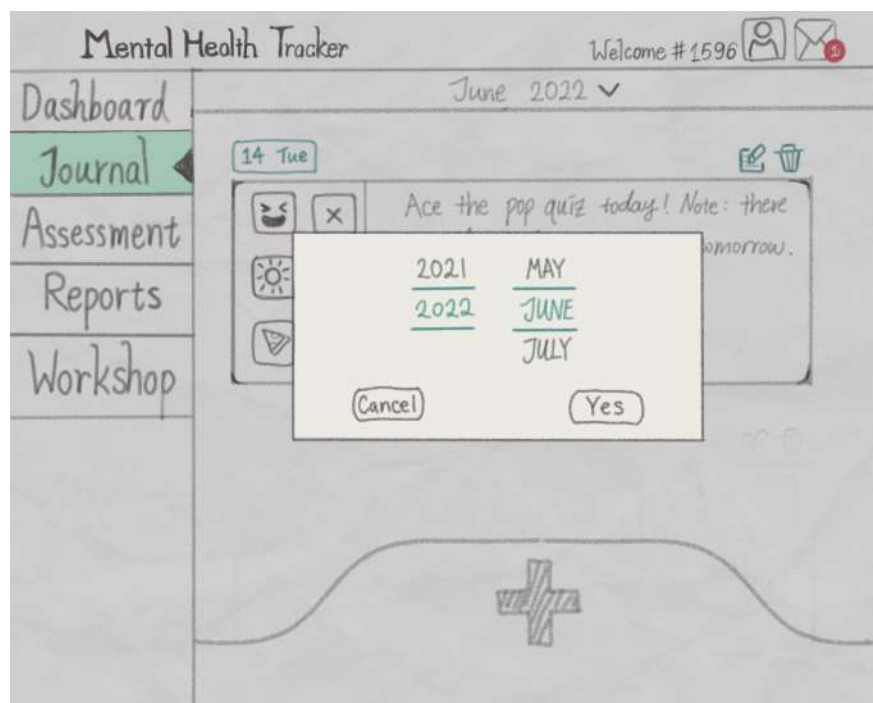 Mental Health Tracker
Welcome #1596
1
Dashboard
Journal
Assessment
Reports
Workshop
June 2022
14 Tue
Ace the pop quiz today! Note: there
omorrow.
2021 MAY
2022 JUNE
JULY
Cancel Yes